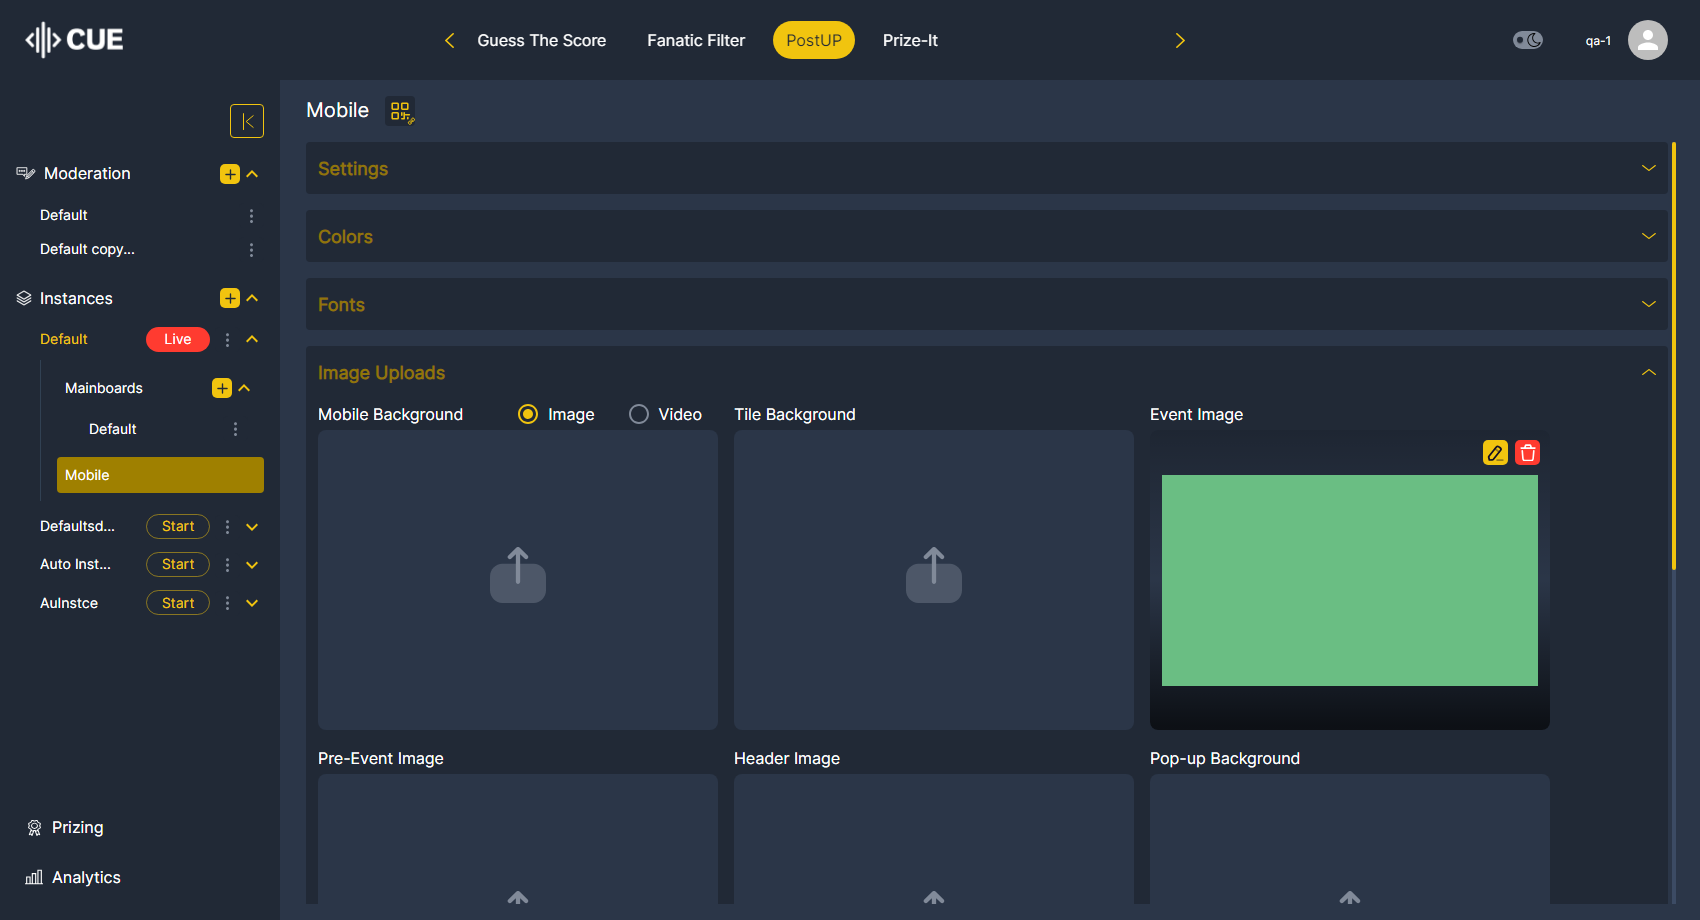 CUE
Guess The Score
Fanatic Filter
PostUP
Prize-It
qa-1
Moderation
Default
Default copy...
Instances
Default
Live
Mainboards
Default
Mobile
Defaultsd...
Start
Auto Inst...
Start
AuInstce
Start
Prizing
Analytics
Mobile
Settings
Colors
Fonts
Image Uploads
Mobile Background
Image
Video
Tile Background
Event Image
Pre-Event Image
Header Image
Pop-up Background